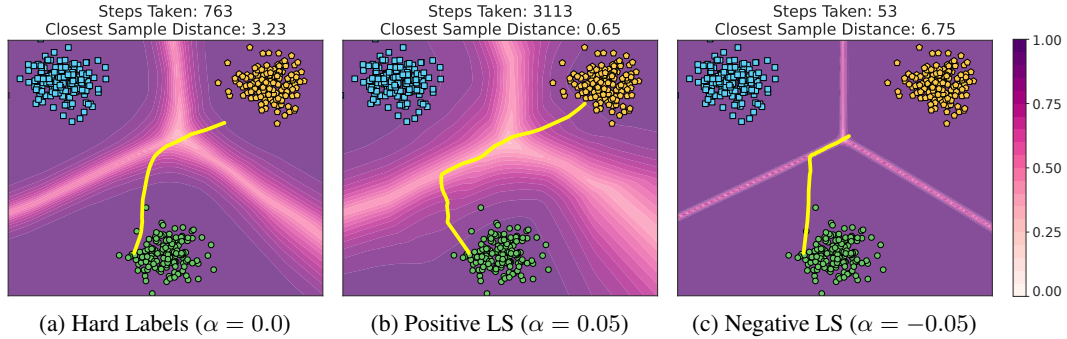 Steps Taken: 763
Closest Sample Distance: 3.23
Steps Taken: 3113
Closest Sample Distance: 0.65
Steps Taken: 53
Closest Sample Distance: 6.75
1.00
0.75
0.50
0.25
0.00
(a) Hard Labels (α = 0.0)
(b) Positive LS (α = 0.05)
(c) Negative LS (α = −0.05)